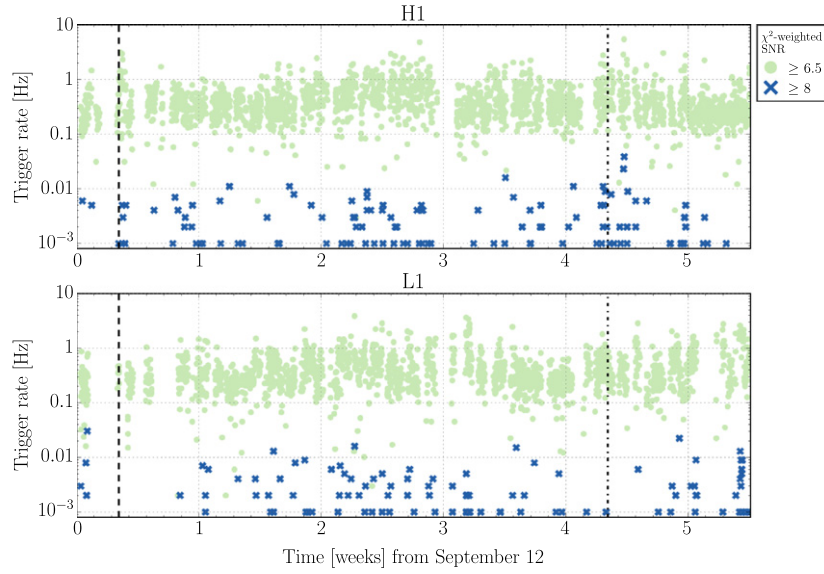 H1
χ²-weighted
SNR
≥ 6.5
≥ 8
Trigger rate [Hz]
10
1
0.1
0.01
10⁻³
0 1 2 3 4 5
L1
Trigger rate [Hz]
10
1
0.1
0.01
10⁻³
0 1 2 3 4 5
Time [weeks] from September 12